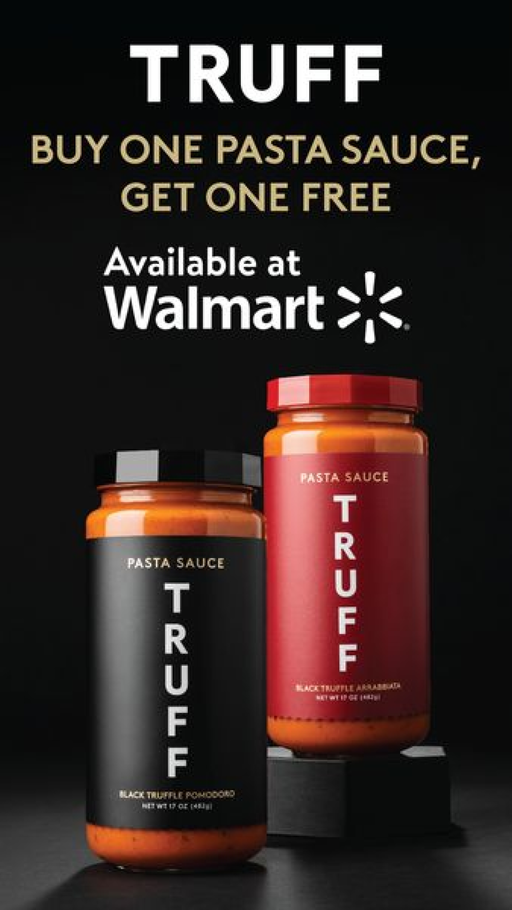 TRUFF
BUY ONE PASTA SAUCE,
GET ONE FREE
Available at
Walmart
PASTA SAUCE
TRUFF
BLACK TRUFFLE ARRABBIATA
NET WT 17 OZ (482g)
PASTA SAUCE
TRUFF
BLACK TRUFFLE POMODORO
NET WT 17 OZ (482g)